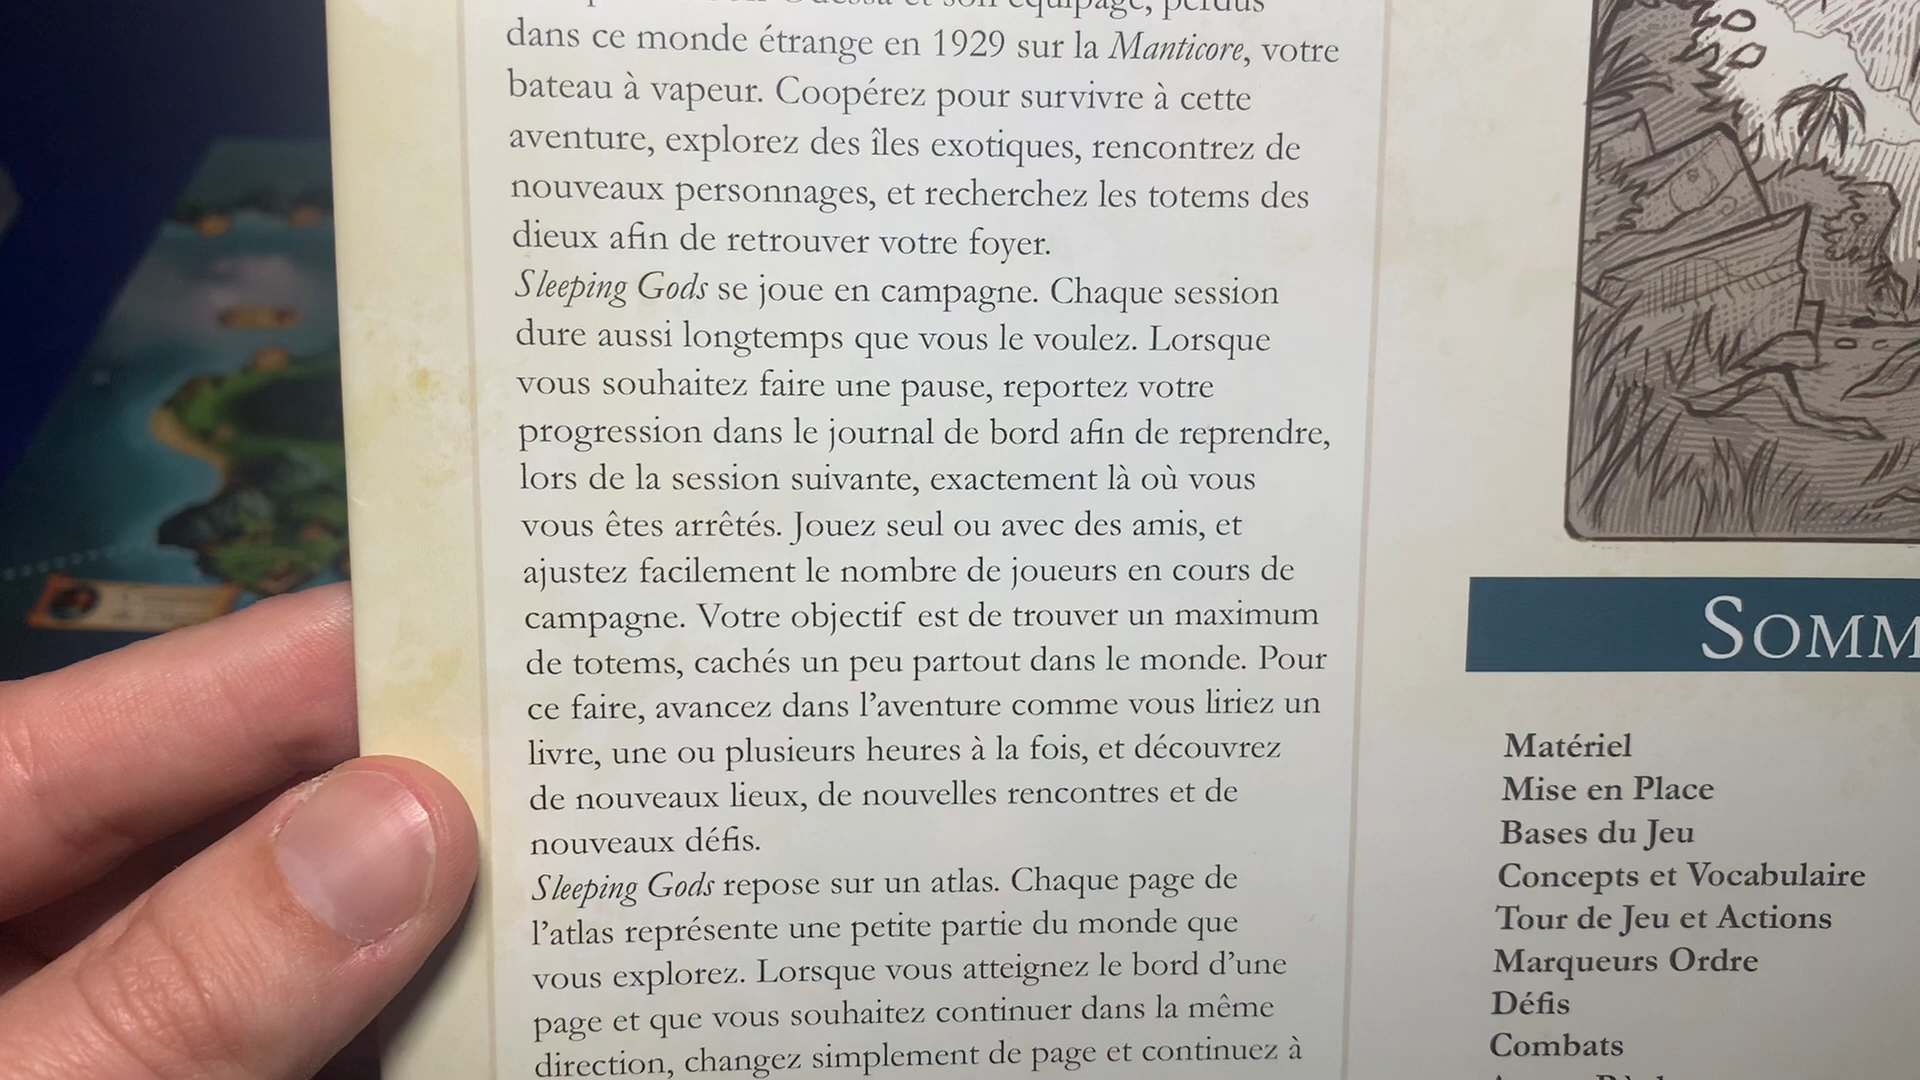 Odessa et son équipage, perdus
dans ce monde étrange en 1929 sur la Manticore, votre
bateau à vapeur. Coopérez pour survivre à cette
aventure, explorez des îles exotiques, rencontrez de
nouveaux personnages, et recherchez les totems des
dieux afin de retrouver votre foyer.
Sleeping Gods se joue en campagne. Chaque session
dure aussi longtemps que vous le voulez. Lorsque
vous souhaitez faire une pause, reportez votre
progression dans le journal de bord afin de reprendre,
lors de la session suivante, exactement là où vous
vous êtes arrêtés. Jouez seul ou avec des amis, et
ajustez facilement le nombre de joueurs en cours de
campagne. Votre objectif est de trouver un maximum
de totems, cachés un peu partout dans le monde. Pour
ce faire, avancez dans l'aventure comme vous liriez un
livre, une ou plusieurs heures à la fois, et découvrez
de nouveaux lieux, de nouvelles rencontres et de
nouveaux défis.
Sleeping Gods repose sur un atlas. Chaque page de
l'atlas représente une petite partie du monde que
vous explorez. Lorsque vous atteignez le bord d'une
page et que vous souhaitez continuer dans la même
direction, changez simplement de page et continuez à
SOMM
Matériel
Mise en Place
Bases du Jeu
Concepts et Vocabulaire
Tour de Jeu et Actions
Marqueurs Ordre
Défis
Combats